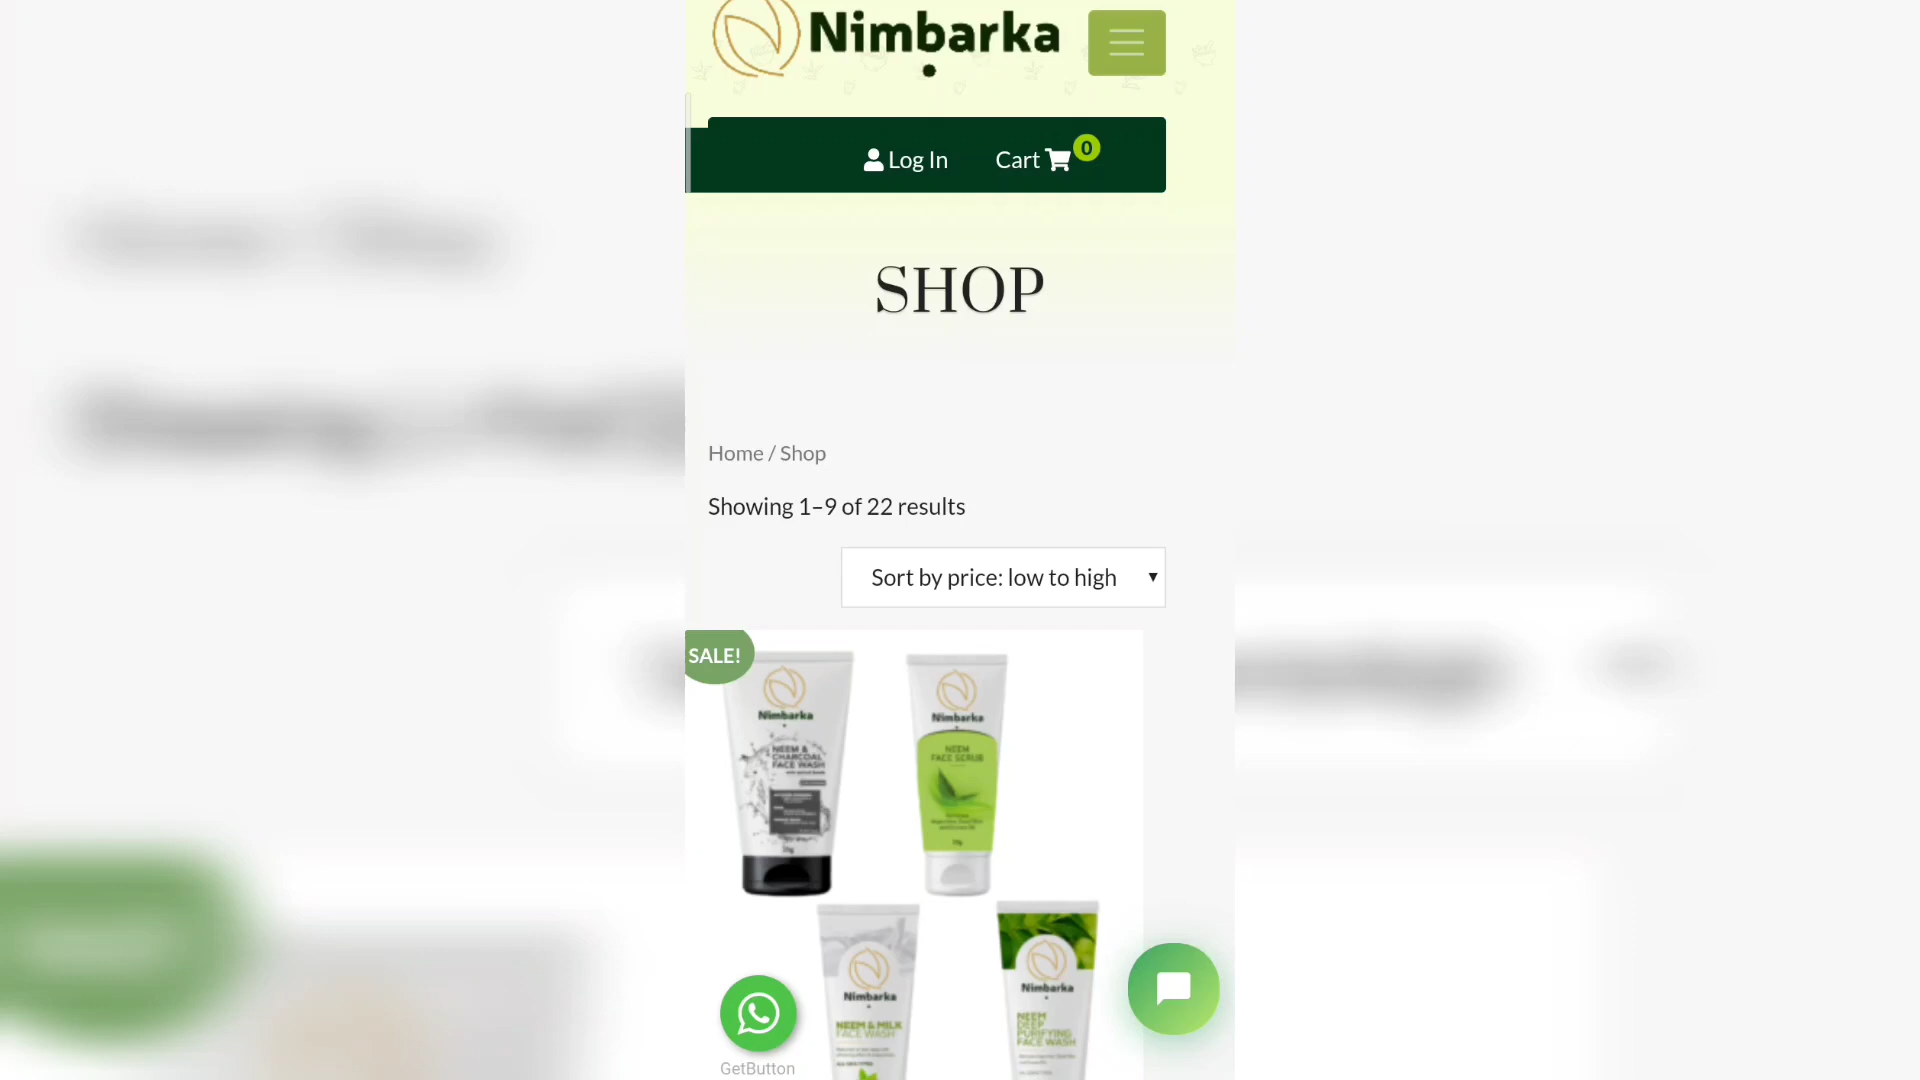 Nimbarka
Log In
Cart
0
SHOP
Home / Shop
Showing 1–9 of 22 results
Sort by price: low to high
SALE!
Nimbarka
NEEM &
CHARCOAL
FACE WASH
Nimbarka
NEEM
FACE SCRUB
Nimbarka
NEEM & MILK
FACE WASH
Nimbarka
NEEM
DEEP
PURIFYING
FACE WASH
GetButton